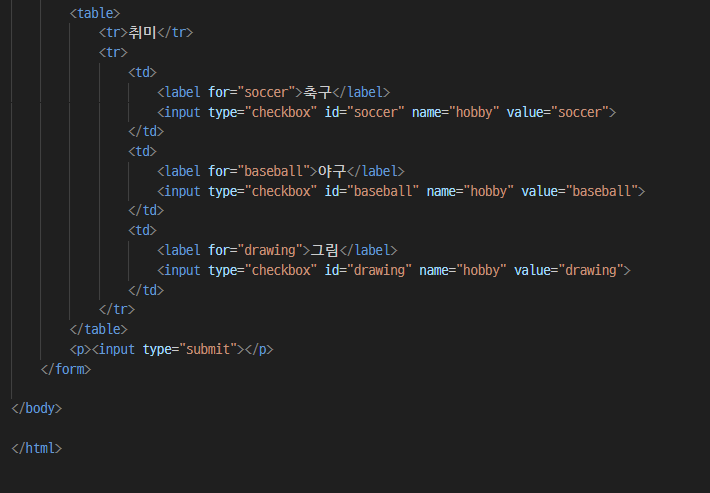 <table>
<tr>취미</tr>
<tr>
<td>
<label for="soccer">축구</label>
<input type="checkbox" id="soccer" name="hobby" value="soccer">
</td>
<td>
<label for="baseball">야구</label>
<input type="checkbox" id="baseball" name="hobby" value="baseball">
</td>
<td>
<label for="drawing">그림</label>
<input type="checkbox" id="drawing" name="hobby" value="drawing">
</td>
</tr>
</table>
<p><input type="submit"></p>
</form>
</body>
</html>